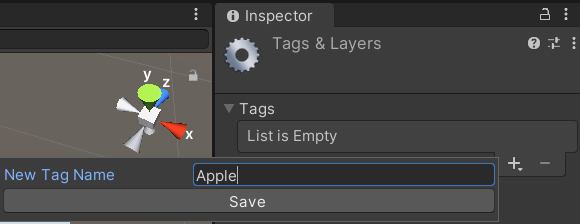 Inspector
Tags & Layers
y
z
x
Tags
List is Empty
New Tag Name
Apple
Save